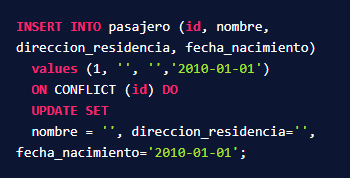 INSERT INTO pasajero (id, nombre,
direccion_residencia, fecha_nacimiento)
values (1, '', '','2010-01-01')
ON CONFLICT (id) DO
UPDATE SET
nombre = '', direccion_residencia='',
fecha_nacimiento='2010-01-01';